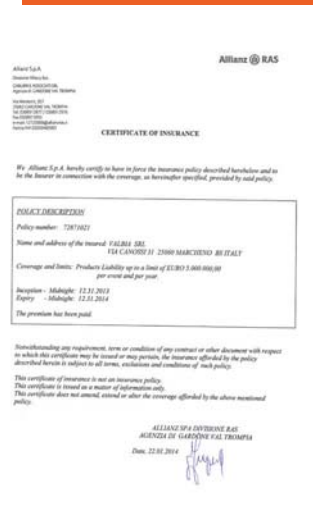 Allianz RAS
Allianz S.p.A.
Divisione Allianz Ras
Agenzia di GARDONE VAL TROMPIA
CERTIFICATE OF INSURANCE
We Allianz S.p.A. hereby certify to have in force the insurance policy described herebelow and to
be the Insurer in connection with the coverage, as hereinafter specified, provided by said policy.
POLICY DESCRIPTION
Policy number: 72871021
Name and address of the insured: VALBIA SRL
VIA CANOSSI 31 25060 MARCHENO BS ITALY
Coverage and limits: Products Liability up to a limit of EURO 5.000.000,00
per event and per year.
Inception - Midnight: 12.31.2013
Expiry - Midnight: 12.31.2014
The premium has been paid.
Notwithstanding any requirement, term or condition of any contract or other document with respect
to which this certificate may be issued or may pertain, the insurance afforded by the policy
described herein is subject to all terms, exclusions and conditions of such policy.
This certificate of insurance is not an insurance policy.
This certificate is issued as a matter of information only.
This certificate does not amend, extend or alter the coverage afforded by the above mentioned
policy.
ALLIANZ SPA DIVISIONE RAS
AGENZIA DI GARDONE VAL TROMPIA
Date, 22.01.2014